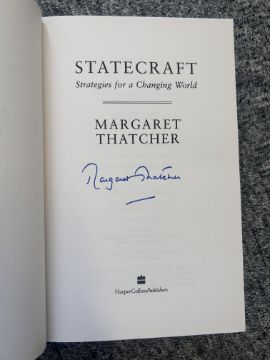 STATECRAFT
Strategies for a Changing World
MARGARET
THATCHER
Margaret Thatcher
HarperCollinsPublishers